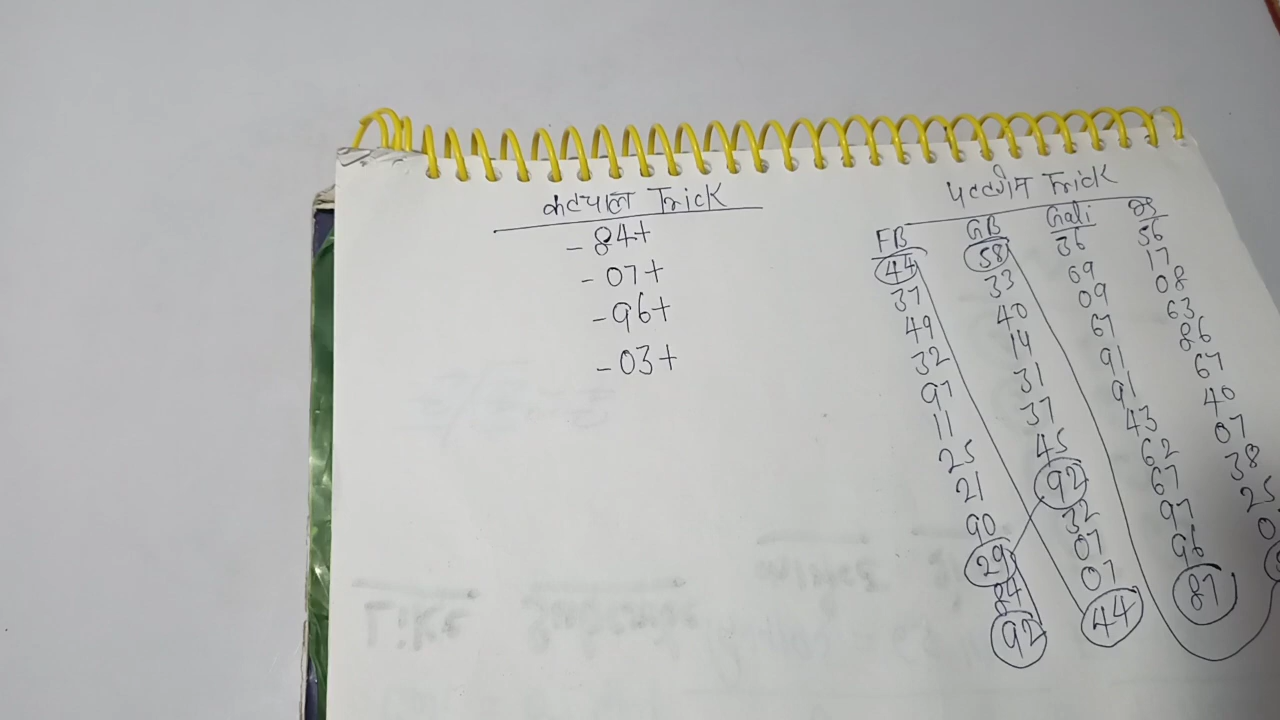 कल्याण Trick
-84+
-07+
-96+
-03+
Trick
FB GB Gali DS
44 58 36 56
37 33 69 17
49 40 09 08
32 14 67 63
97 31 91 86
11 37 91 67
25 45 43 40
21 92 62 07
90 32 67 38
29 07 97 25
84 07 96
92 44 87